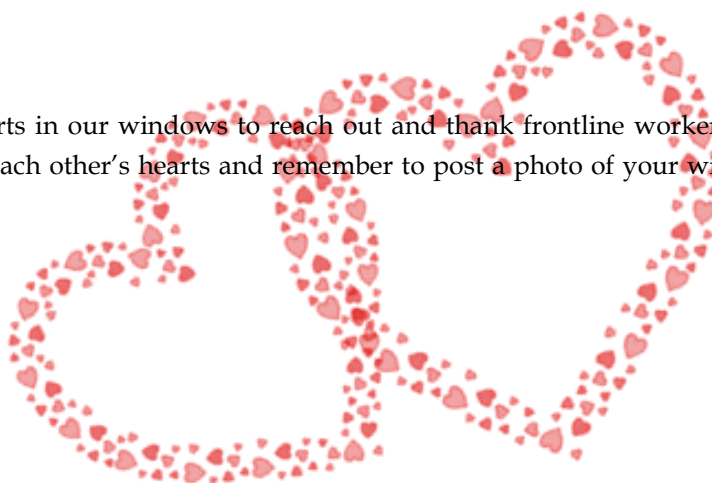 rts in our windows to reach out and thank frontline worker
ach other’s hearts and remember to post a photo of your wi